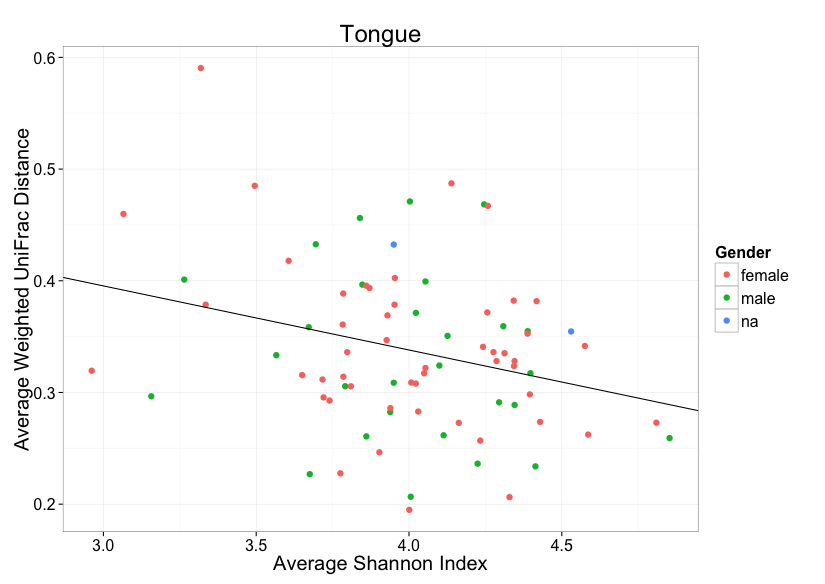 Tongue
Average Weighted UniFrac Distance
0.6
0.5
0.4
0.3
0.2
3.0 3.5 4.0 4.5
Average Shannon Index
Gender
female
male
na